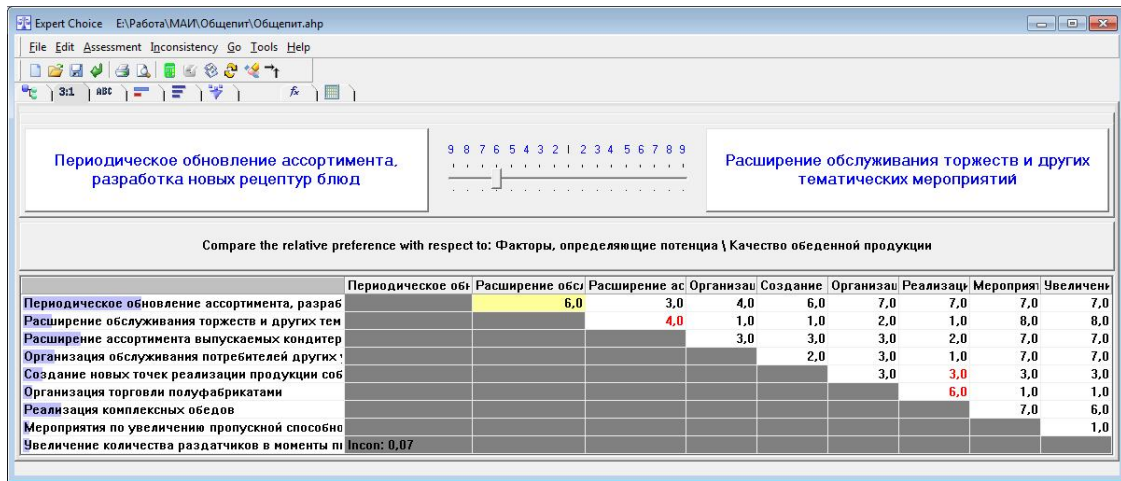 Expert Choice E:\Работа\МАИ\Общепит\Общепит.ahp
File Edit Assessment Inconsistency Go Tools Help
3:1 ABC fx
9 8 7 6 5 4 3 2 1 2 3 4 5 6 7 8 9
Периодическое обновление ассортимента,
разработка новых рецептур блюд
Расширение обслуживания торжеств и других
тематических мероприятий
Compare the relative preference with respect to: Факторы, определяющие потенциа \ Качество обеденной продукции
Периодическое обн Расширение обсл Расширение ас Организац Создание Организац Реализаци Мероприят Увеличени
Периодическое обновление ассортимента, разраб 6,0 3,0 4,0 6,0 7,0 7,0 7,0 7,0
Расширение обслуживания торжеств и других тем 4,0 1,0 1,0 2,0 1,0 8,0 8,0
Расширение ассортимента выпускаемых кондитер 3,0 3,0 3,0 2,0 7,0 7,0
Организация обслуживания потребителей других 2,0 3,0 1,0 7,0 7,0
Создание новых точек реализации продукции соб 3,0 3,0 3,0 3,0
Организация торговли полуфабрикатами 6,0 1,0 1,0
Реализация комплексных обедов 7,0 6,0
Мероприятия по увеличению пропускной способно 1,0
Увеличение количества раздатчиков в моменты пи Incon: 0,07